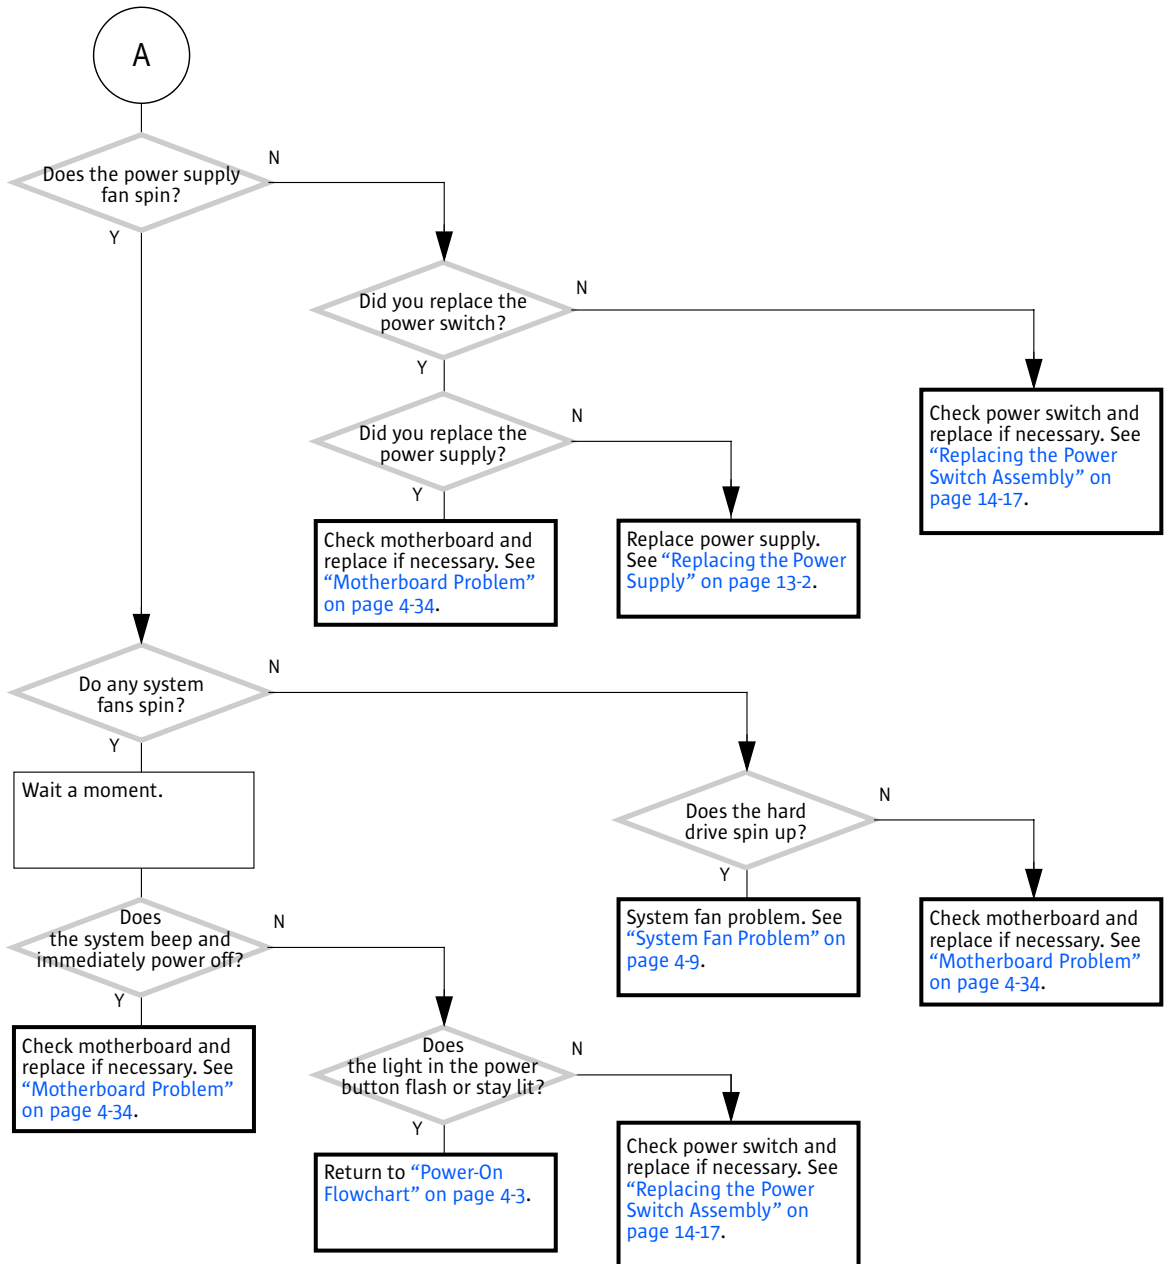 A
Does the power supply
fan spin?
N
Y
Did you replace the
power switch?
N
Y
Check power switch and
replace if necessary. See
“Replacing the Power
Switch Assembly” on
page 14-17.
Did you replace the
power supply?
N
Y
Check motherboard and
replace if necessary. See
“Motherboard Problem”
on page 4-34.
Replace power supply.
See “Replacing the Power
Supply” on page 13-2.
Do any system
fans spin?
N
Y
Wait a moment.
Does the hard
drive spin up?
N
Y
System fan problem. See
“System Fan Problem” on
page 4-9.
Check motherboard and
replace if necessary. See
“Motherboard Problem”
on page 4-34.
Does
the system beep and
immediately power off?
N
Y
Check motherboard and
replace if necessary. See
“Motherboard Problem”
on page 4-34.
Does
the light in the power
button flash or stay lit?
N
Y
Return to “Power-On
Flowchart” on page 4-3.
Check power switch and
replace if necessary. See
“Replacing the Power
Switch Assembly” on
page 14-17.